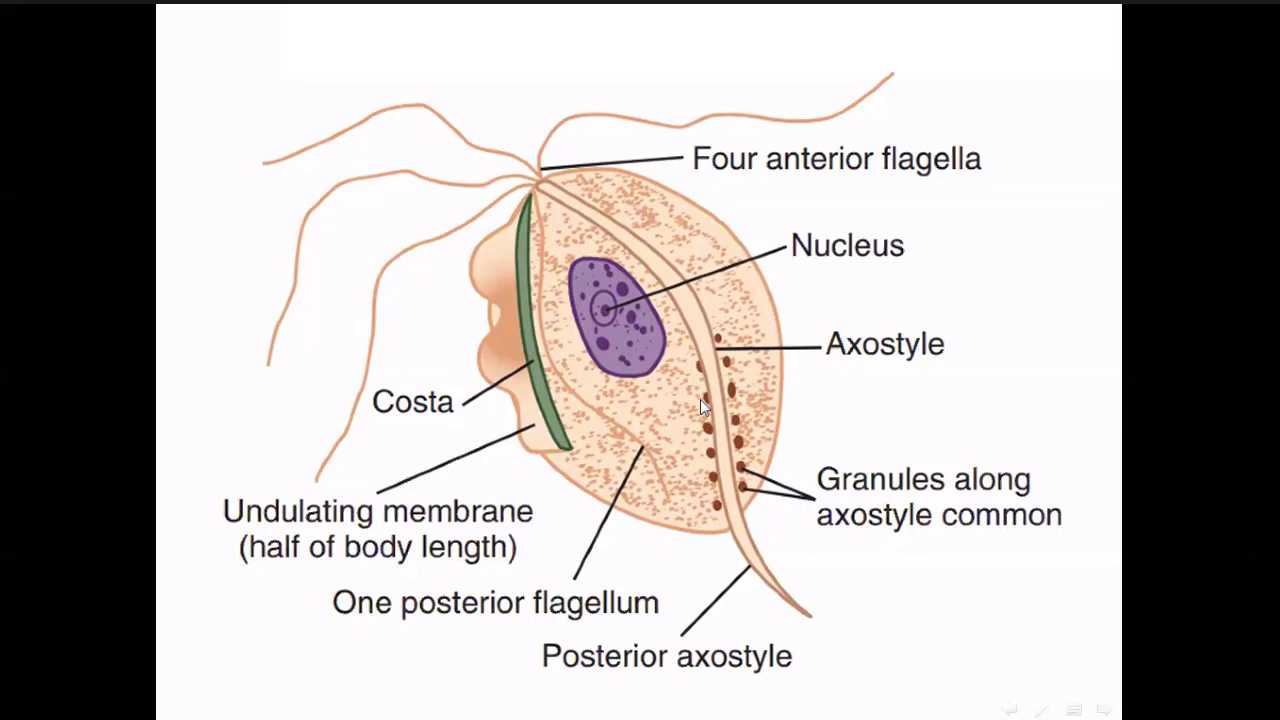 Four anterior flagella
Nucleus
Axostyle
Costa
Granules along
axostyle common
Undulating membrane
(half of body length)
One posterior flagellum
Posterior axostyle